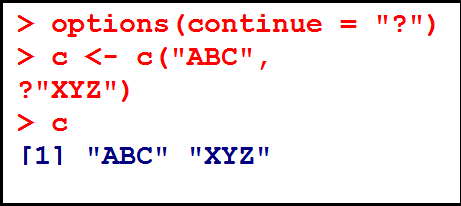 > options(continue = "?")
> c <- c("ABC",
?"XYZ")
> c
[1] "ABC" "XYZ"